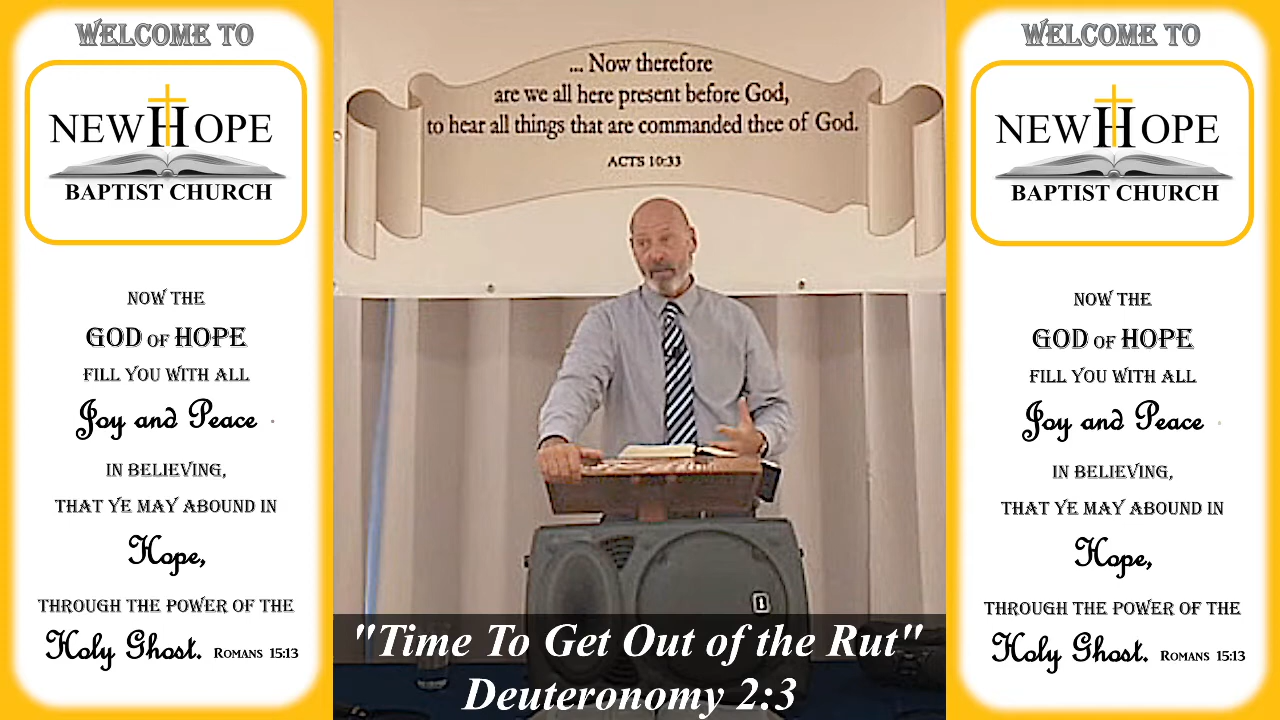 WELCOME TO
NEW HOPE
BAPTIST CHURCH
NOW THE
GOD OF HOPE
FILL YOU WITH ALL
Joy and Peace
IN BELIEVING,
THAT YE MAY ABOUND IN
Hope,
THROUGH THE POWER OF THE
Holy Ghost. ROMANS 15:13
... Now therefore
are we all here present before God,
to hear all things that are commanded thee of God.
ACTS 10:33
"Time To Get Out of the Rut"
Deuteronomy 2:3
WELCOME TO
NEW HOPE
BAPTIST CHURCH
NOW THE
GOD OF HOPE
FILL YOU WITH ALL
Joy and Peace
IN BELIEVING,
THAT YE MAY ABOUND IN
Hope,
THROUGH THE POWER OF THE
Holy Ghost. ROMANS 15:13